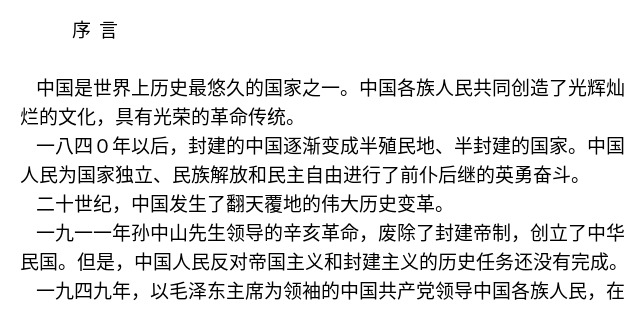 序 言
中国是世界上历史最悠久的国家之一。中国各族人民共同创造了光辉灿
烂的文化，具有光荣的革命传统。
一八四０年以后，封建的中国逐渐变成半殖民地、半封建的国家。中国
人民为国家独立、民族解放和民主自由进行了前仆后继的英勇奋斗。
二十世纪，中国发生了翻天覆地的伟大历史变革。
一九一一年孙中山先生领导的辛亥革命，废除了封建帝制，创立了中华
民国。但是，中国人民反对帝国主义和封建主义的历史任务还没有完成。
一九四九年，以毛泽东主席为领袖的中国共产党领导中国各族人民，在